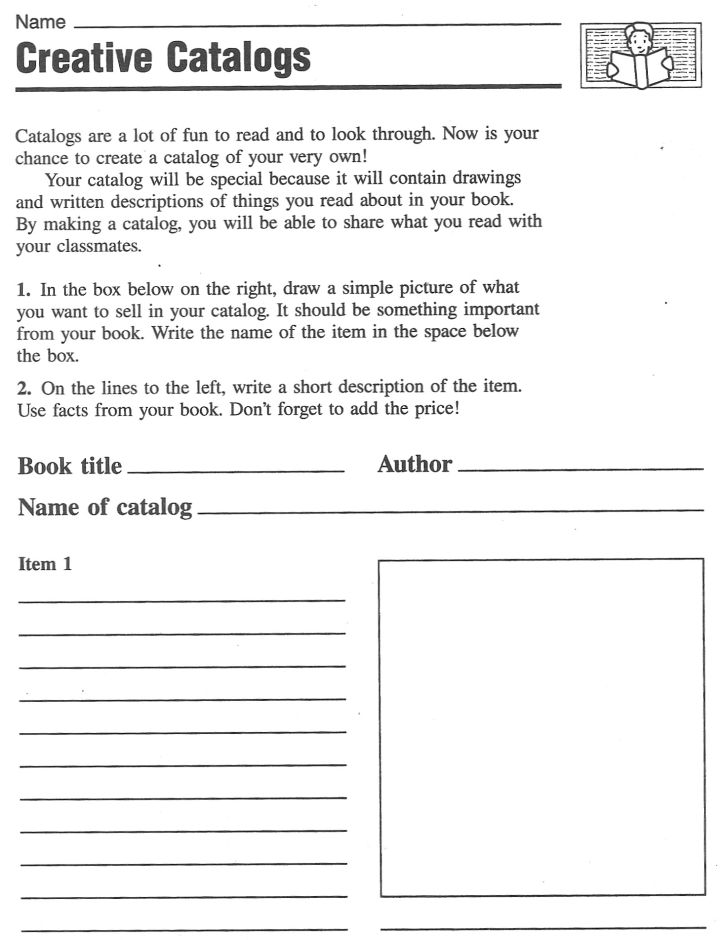 Name
Creative Catalogs
Catalogs are a lot of fun to read and to look through. Now is your
chance to create a catalog of your very own!
Your catalog will be special because it will contain drawings
and written descriptions of things you read about in your book.
By making a catalog, you will be able to share what you read with
your classmates.
1. In the box below on the right, draw a simple picture of what
you want to sell in your catalog. It should be something important
from your book. Write the name of the item in the space below
the box.
2. On the lines to the left, write a short description of the item.
Use facts from your book. Don't forget to add the price!
Book title
Author
Name of catalog
Item 1